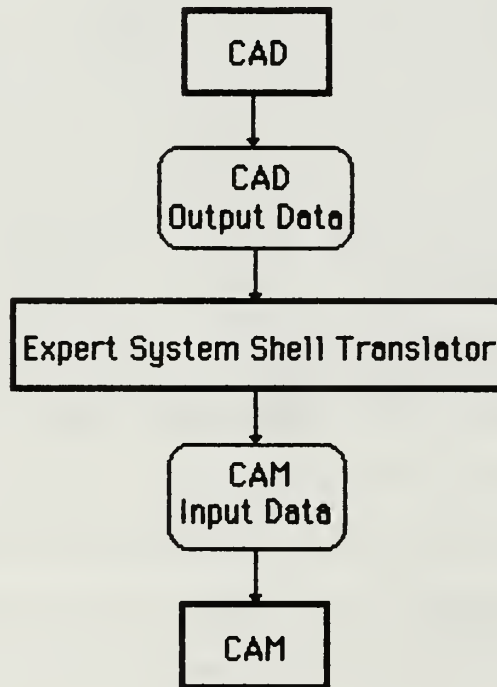 CAD
CAD
Output Data
Expert System Shell Translator
CAM
Input Data
CAM